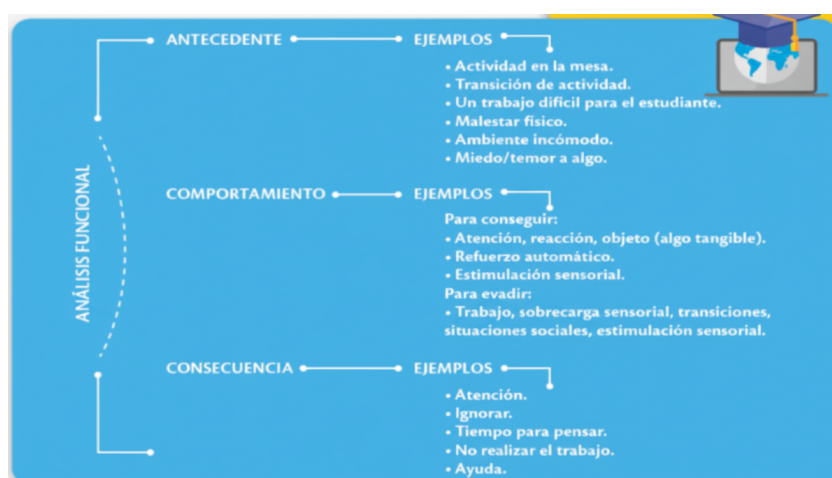 ANÁLISIS FUNCIONAL
ANTECEDENTE
EJEMPLOS
• Actividad en la mesa.
• Transición de actividad.
• Un trabajo difícil para el estudiante.
• Malestar físico.
• Ambiente incómodo.
• Miedo/temor a algo.
COMPORTAMIENTO
EJEMPLOS
Para conseguir:
• Atención, reacción, objeto (algo tangible).
• Refuerzo automático.
• Estimulación sensorial.
Para evadir:
• Trabajo, sobrecarga sensorial, transiciones,
situaciones sociales, estimulación sensorial.
CONSECUENCIA
EJEMPLOS
• Atención.
• Ignorar.
• Tiempo para pensar.
• No realizar el trabajo.
• Ayuda.